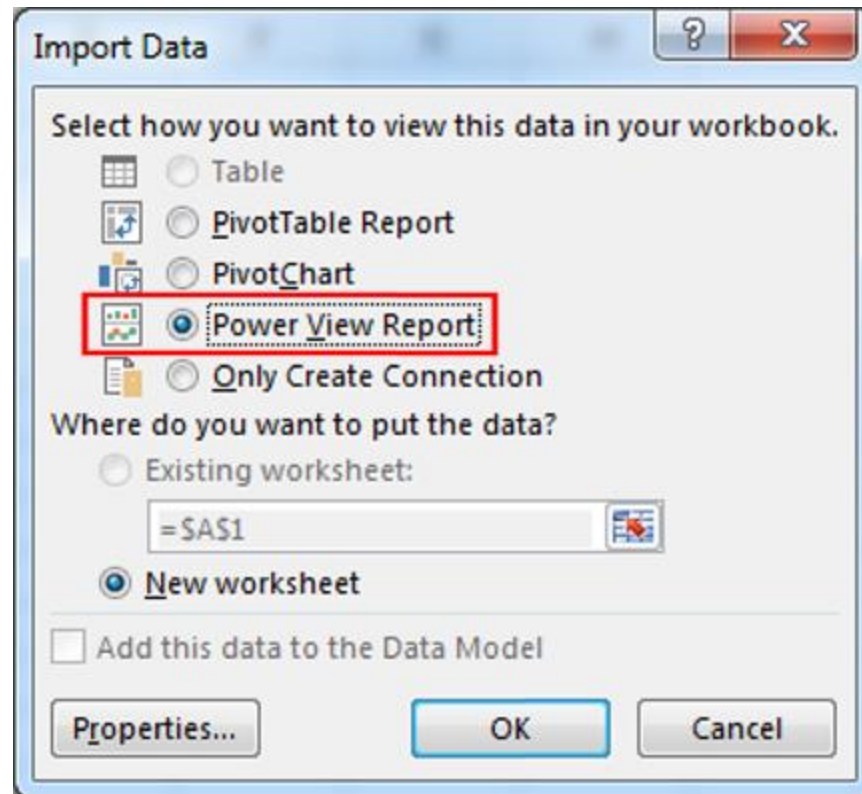 Import Data
?
X
Select how you want to view this data in your workbook.
Table
PivotTable Report
PivotChart
Power View Report
Only Create Connection
Where do you want to put the data?
Existing worksheet:
=$A$1
New worksheet
Add this data to the Data Model
Properties... OK Cancel